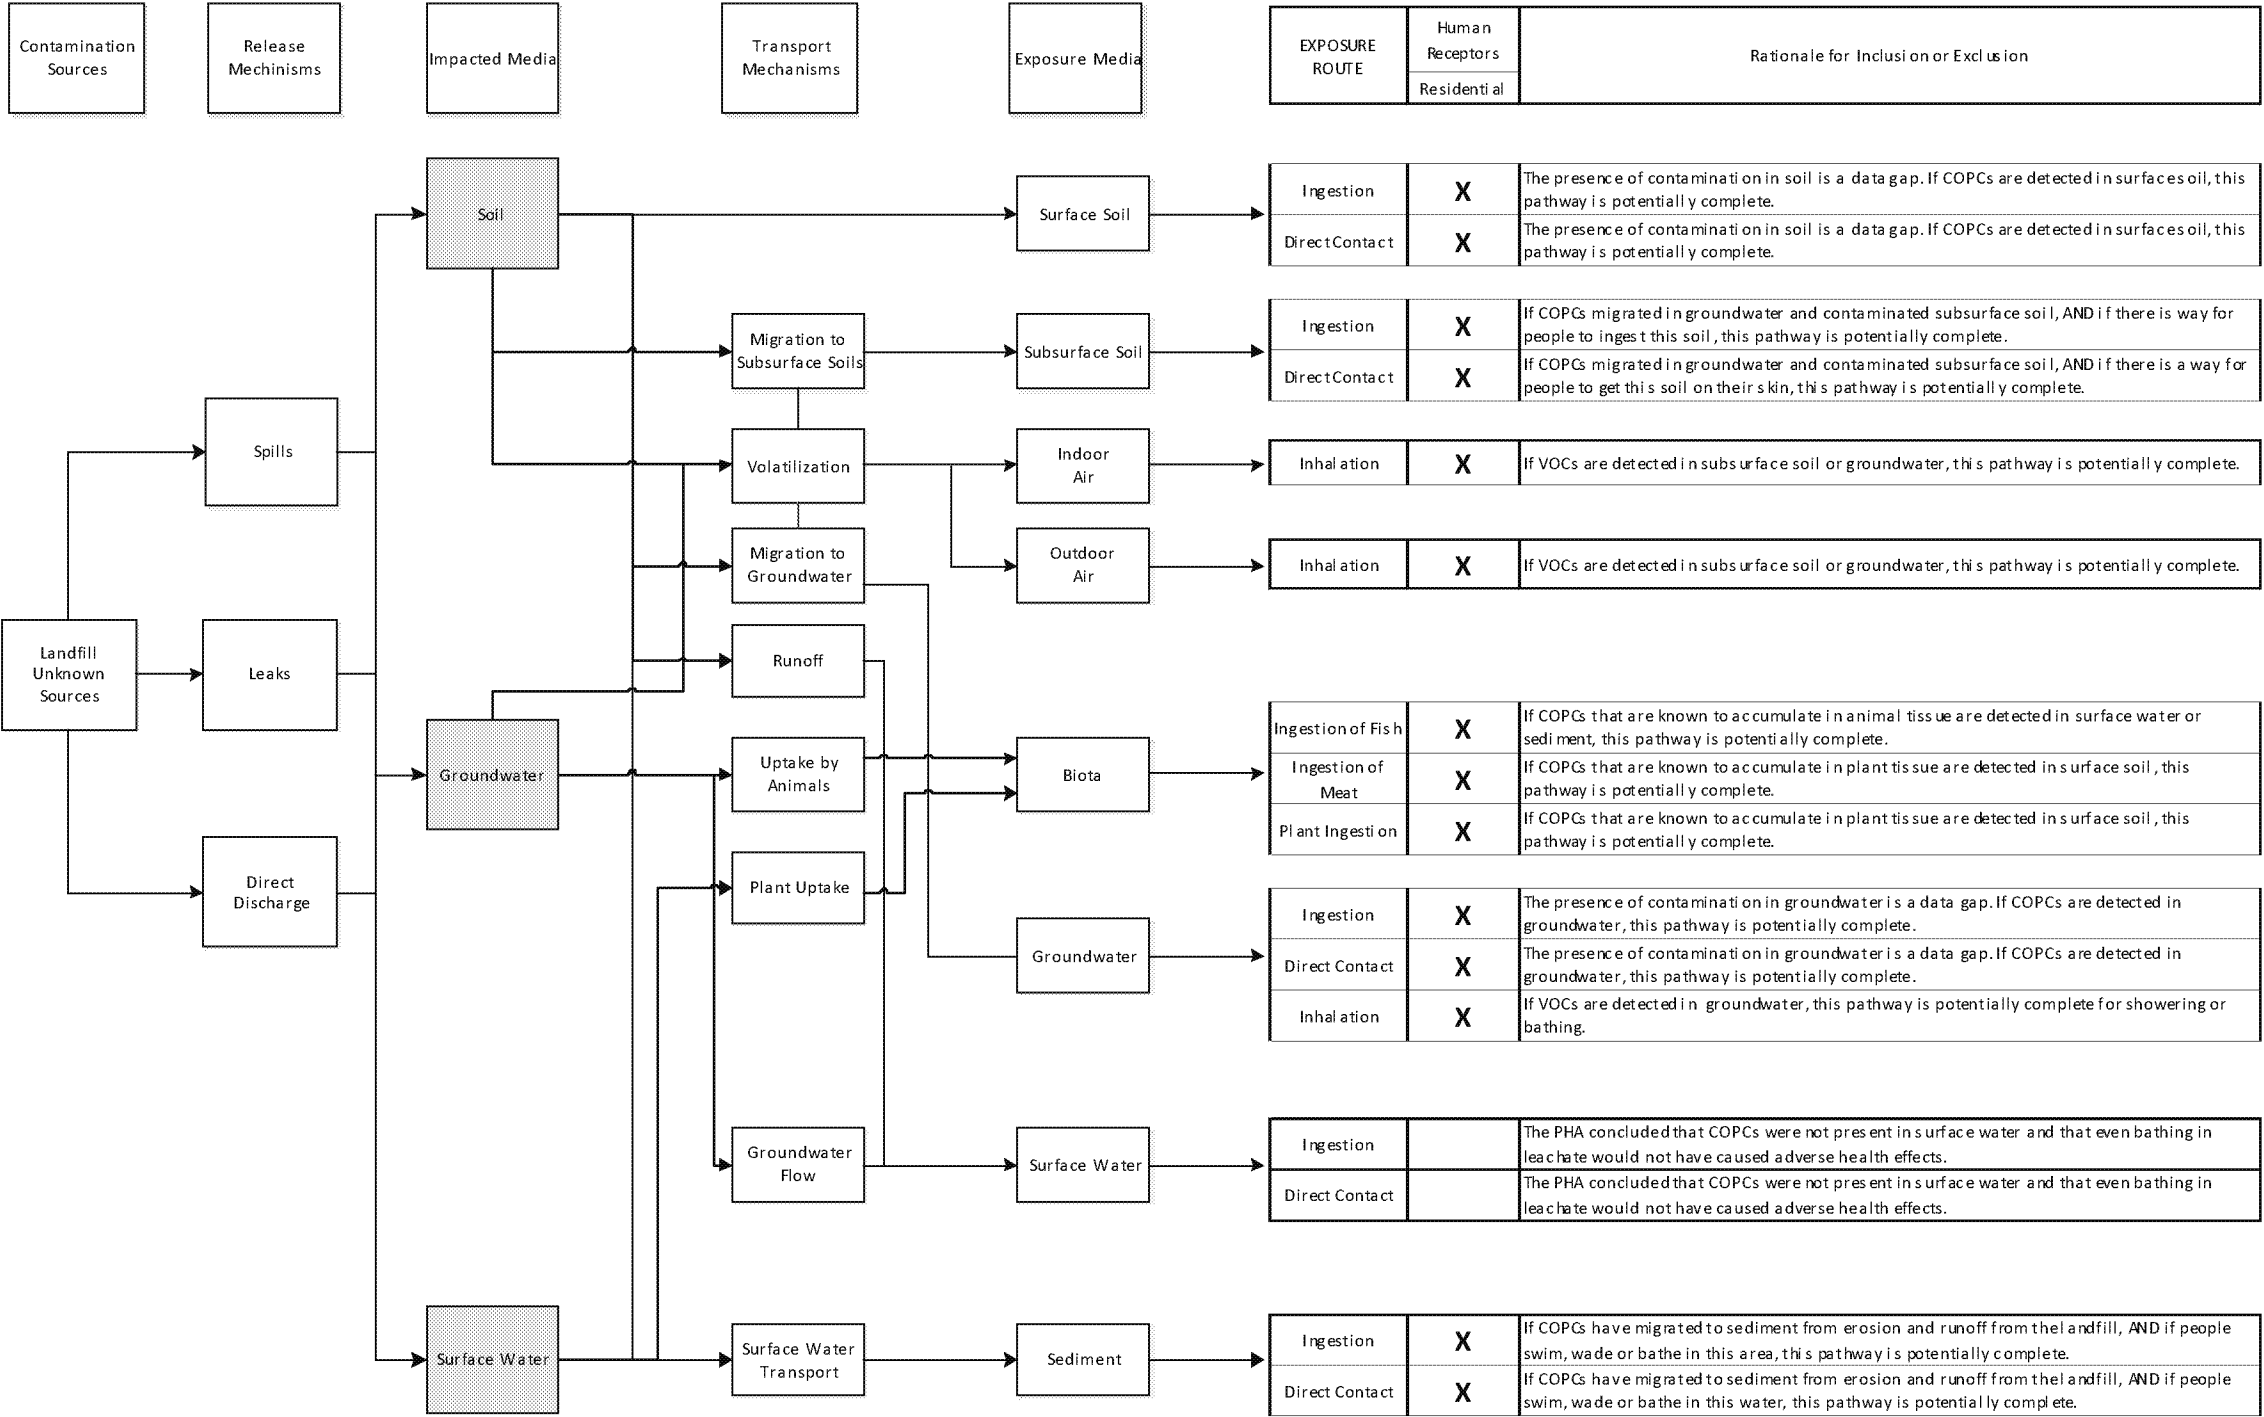 Contamination
Sources
Release
Mechinisms
Impacted Media
Transport
Mechanisms
Exposure Media
EXPOSURE
ROUTE
Human
Receptors
Residential
Rationale for Inclusion or Exclusion
Soil
Surface Soil
Ingestion
X
The presence of contamination in soil is a data gap. If COPCs are detected in surface soil, this
pathway is potentially complete.
Direct Contact
X
The presence of contamination in soil is a data gap. If COPCs are detected in surface soil, this
pathway is potentially complete.
Migration to
Subsurface Soils
Subsurface Soil
Ingestion
X
If COPCs migrated in groundwater and contaminated subsurface soil, AND if there is way for
people to ingest this soil, this pathway is potentially complete.
Direct Contact
X
If COPCs migrated in groundwater and contaminated subsurface soil, AND if there is a way for
people to get this soil on their skin, this pathway is potentially complete.
Spills
Volatilization
Indoor
Air
Inhalation
X
If VOCs are detected in subsurface soil or groundwater, this pathway is potentially complete.
Migration to
Groundwater
Outdoor
Air
Inhalation
X
If VOCs are detected in subsurface soil or groundwater, this pathway is potentially complete.
Landfill
Unknown
Sources
Leaks
Runoff
Groundwater
Uptake by
Animals
Biota
Ingestion of Fish
X
If COPCs that are known to accumulate in animal tissue are detected in surface water or
sediment, this pathway is potentially complete.
Ingestion of
Meat
X
If COPCs that are known to accumulate in plant tissue are detected in surface soil, this
pathway is potentially complete.
Plant Ingestion
X
If COPCs that are known to accumulate in plant tissue are detected in surface soil, this
pathway is potentially complete.
Direct
Discharge
Plant Uptake
Groundwater
Ingestion
X
The presence of contamination in groundwater is a data gap. If COPCs are detected in
groundwater, this pathway is potentially complete.
Direct Contact
X
The presence of contamination in groundwater is a data gap. If COPCs are detected in
groundwater, this pathway is potentially complete.
Inhalation
X
If VOCs are detected in groundwater, this pathway is potentially complete for showering or
bathing.
Groundwater
Flow
Surface Water
Ingestion
The PHA concluded that COPCs were not present in surface water and that even bathing in
leachate would not have caused adverse health effects.
Direct Contact
The PHA concluded that COPCs were not present in surface water and that even bathing in
leachate would not have caused adverse health effects.
Surface Water
Surface Water
Transport
Sediment
Ingestion
X
If COPCs have migrated to sediment from erosion and runoff from the landfill, AND if people
swim, wade or bathe in this area, this pathway is potentially complete.
Direct Contact
X
If COPCs have migrated to sediment from erosion and runoff from the landfill, AND if people
swim, wade or bathe in this water, this pathway is potentially complete.